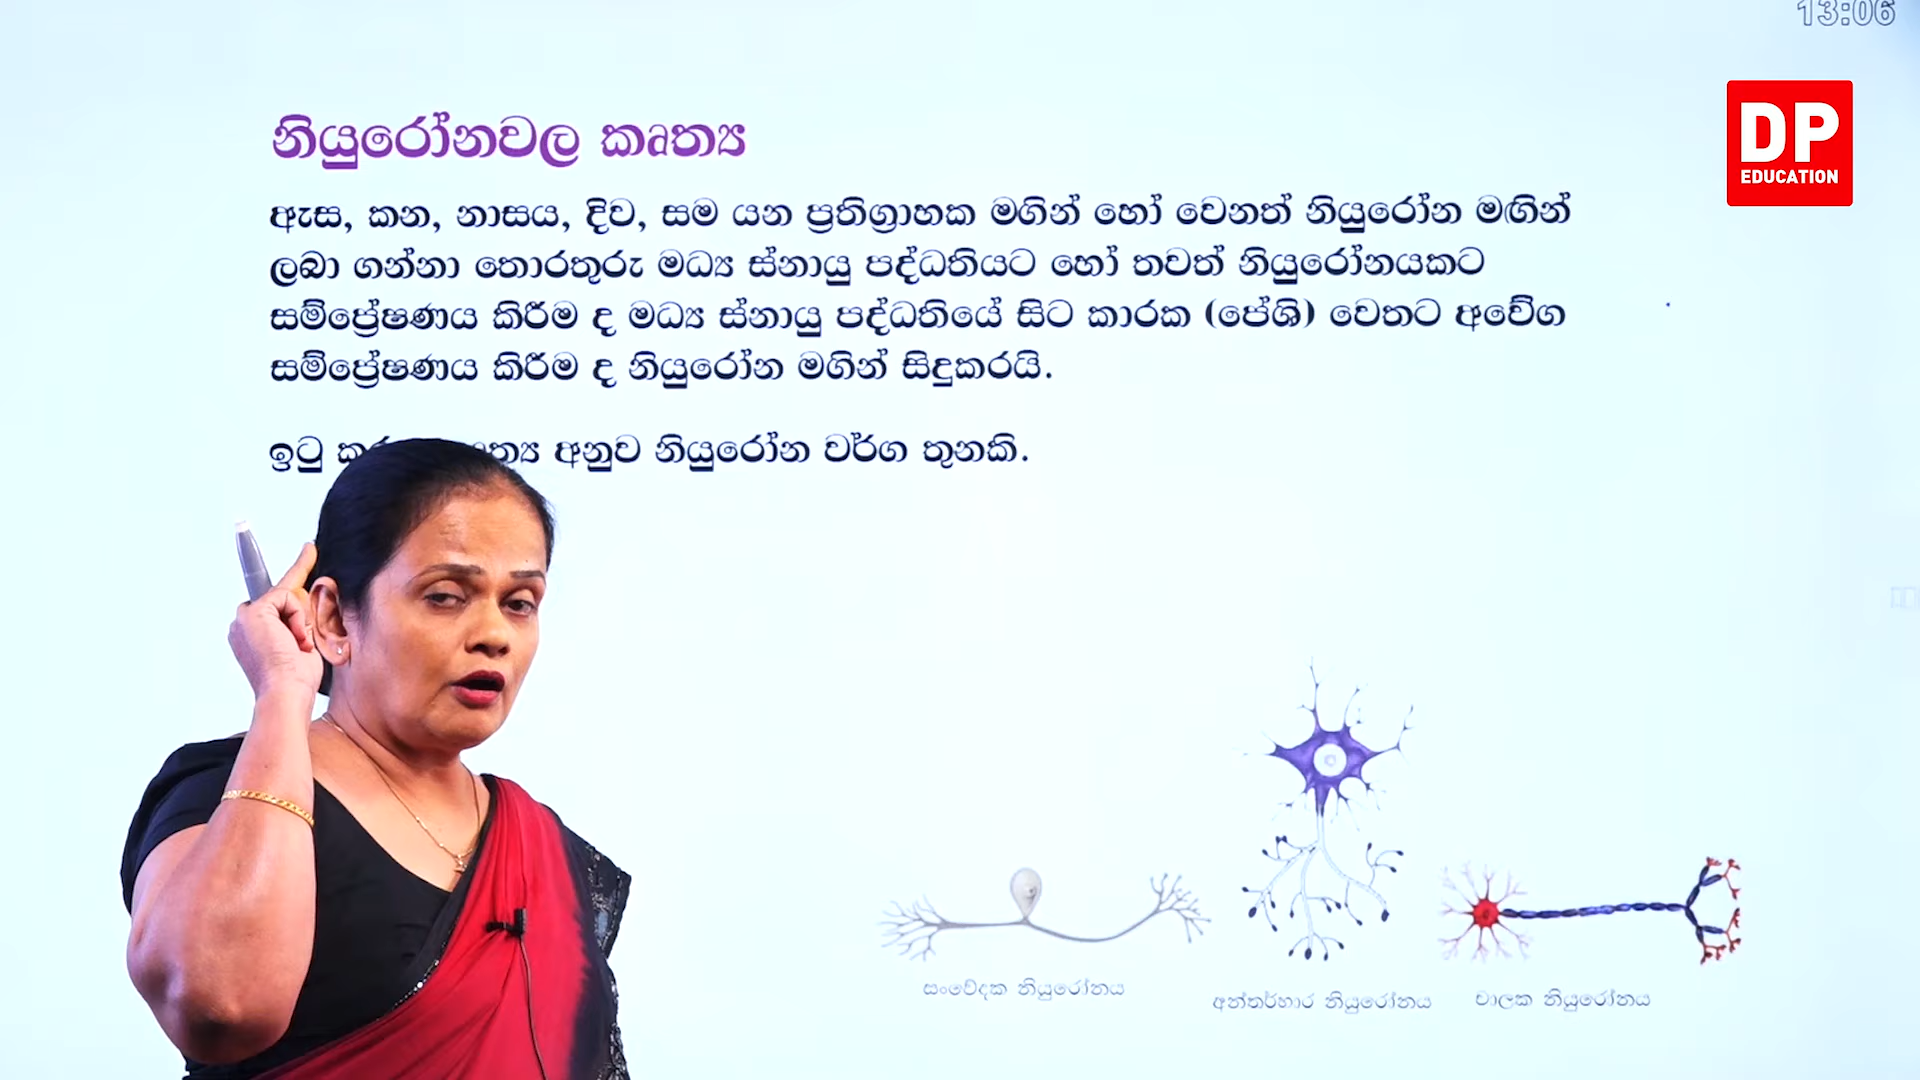 13:06
DP
EDUCATION
නියුරෝනවල කෘත්‍ය
ඇස, කන, නාසය, දිව, සම යන ප්‍රතිග්‍රාහක මගින් හෝ වෙනත් නියුරෝන මඟින්
ලබා ගන්නා තොරතුරු මධ්‍ය ස්නායු පද්ධතියට හෝ තවත් නියුරෝනයකට
සම්ප්‍රේෂණය කිරීම ද මධ්‍ය ස්නායු පද්ධතියේ සිට කාරක (පේශි) වෙතට අවේග
සම්ප්‍රේෂණය කිරීම ද නියුරෝන මගින් සිදුකරයි.
ඉටු අනුව නියුරෝන වර්ග තුනකි.
සංවේදක නියුරෝනය
අන්තර්භාර නියුරෝනය
චාලක නියුරෝනය